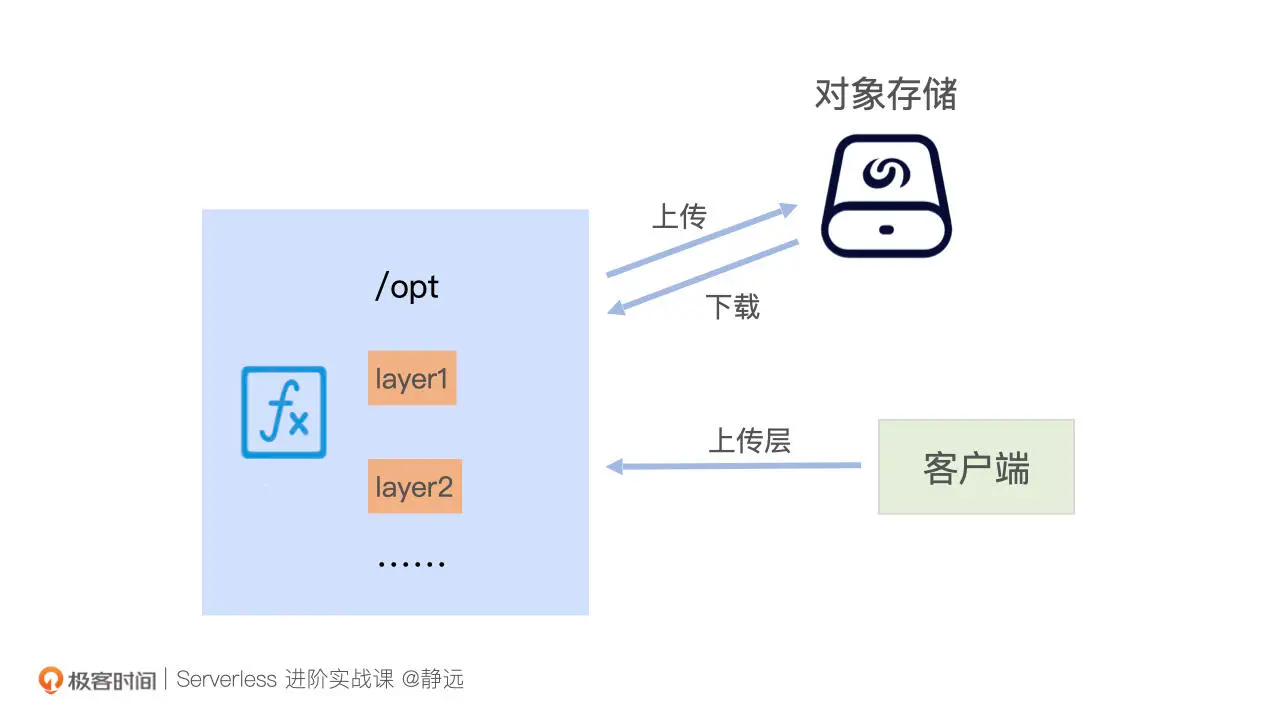 对象存储
上传
/opt
下载
layer1
fx
上传层
客户端
layer2
......
极客时间 | Serverless 进阶实战课 @静远